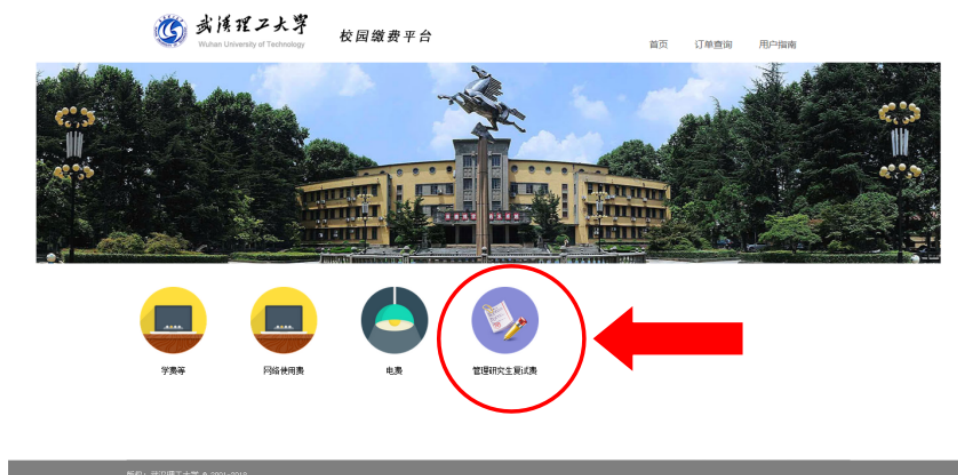 武汉理工大学
Wuhan University of Technology
校园缴费平台
首页 订单查询 用户指南
学费等 网络使用费 电费 管理研究生复试费